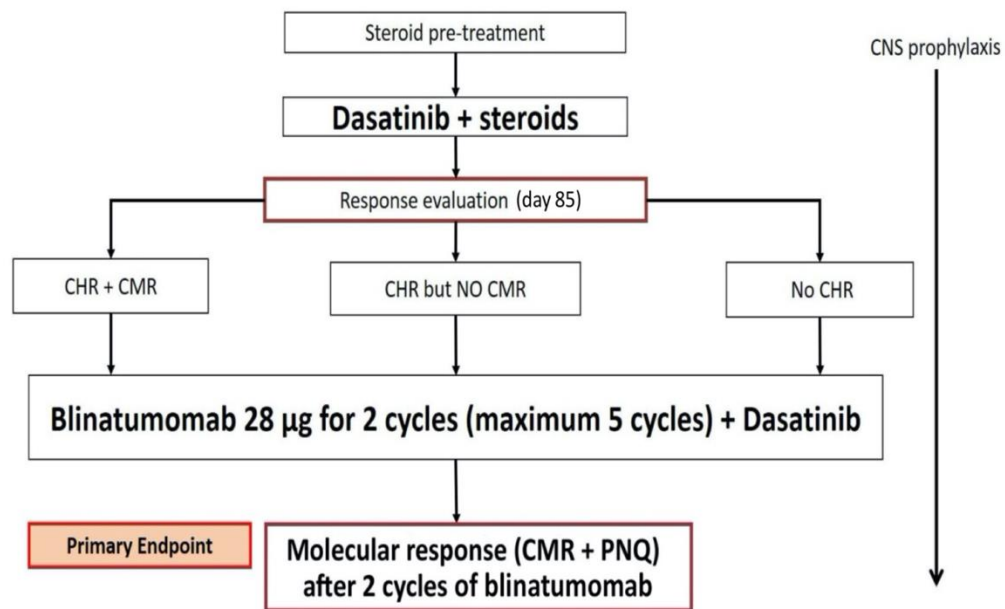 Steroid pre-treatment
CNS prophylaxis
Dasatinib + steroids
Response evaluation (day 85)
CHR + CMR
CHR but NO CMR
No CHR
Blinatumomab 28 μg for 2 cycles (maximum 5 cycles) + Dasatinib
Primary Endpoint
Molecular response (CMR + PNQ)
after 2 cycles of blinatumomab